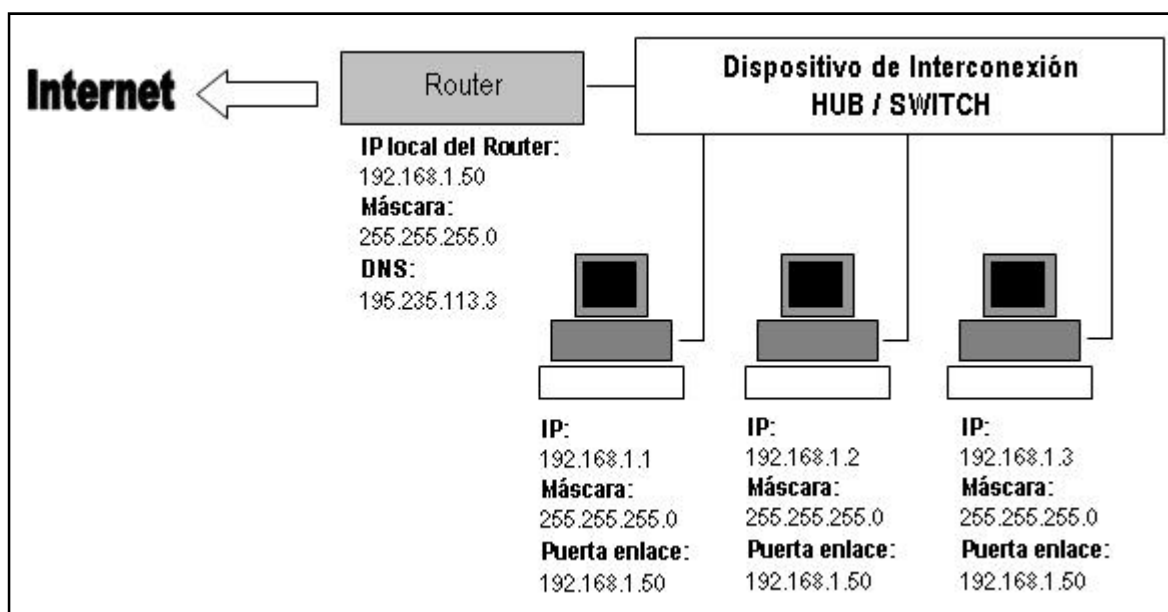 Internet
Router
Dispositivo de Interconexión
HUB / SWITCH
IP local del Router:
192.168.1.50
Máscara:
255.255.255.0
DNS:
195.235.113.3
IP:
192.168.1.1
Máscara:
255.255.255.0
Puerta enlace:
192.168.1.50
IP:
192.168.1.2
Máscara:
255.255.255.0
Puerta enlace:
192.168.1.50
IP:
192.168.1.3
Máscara:
255.255.255.0
Puerta enlace:
192.168.1.50